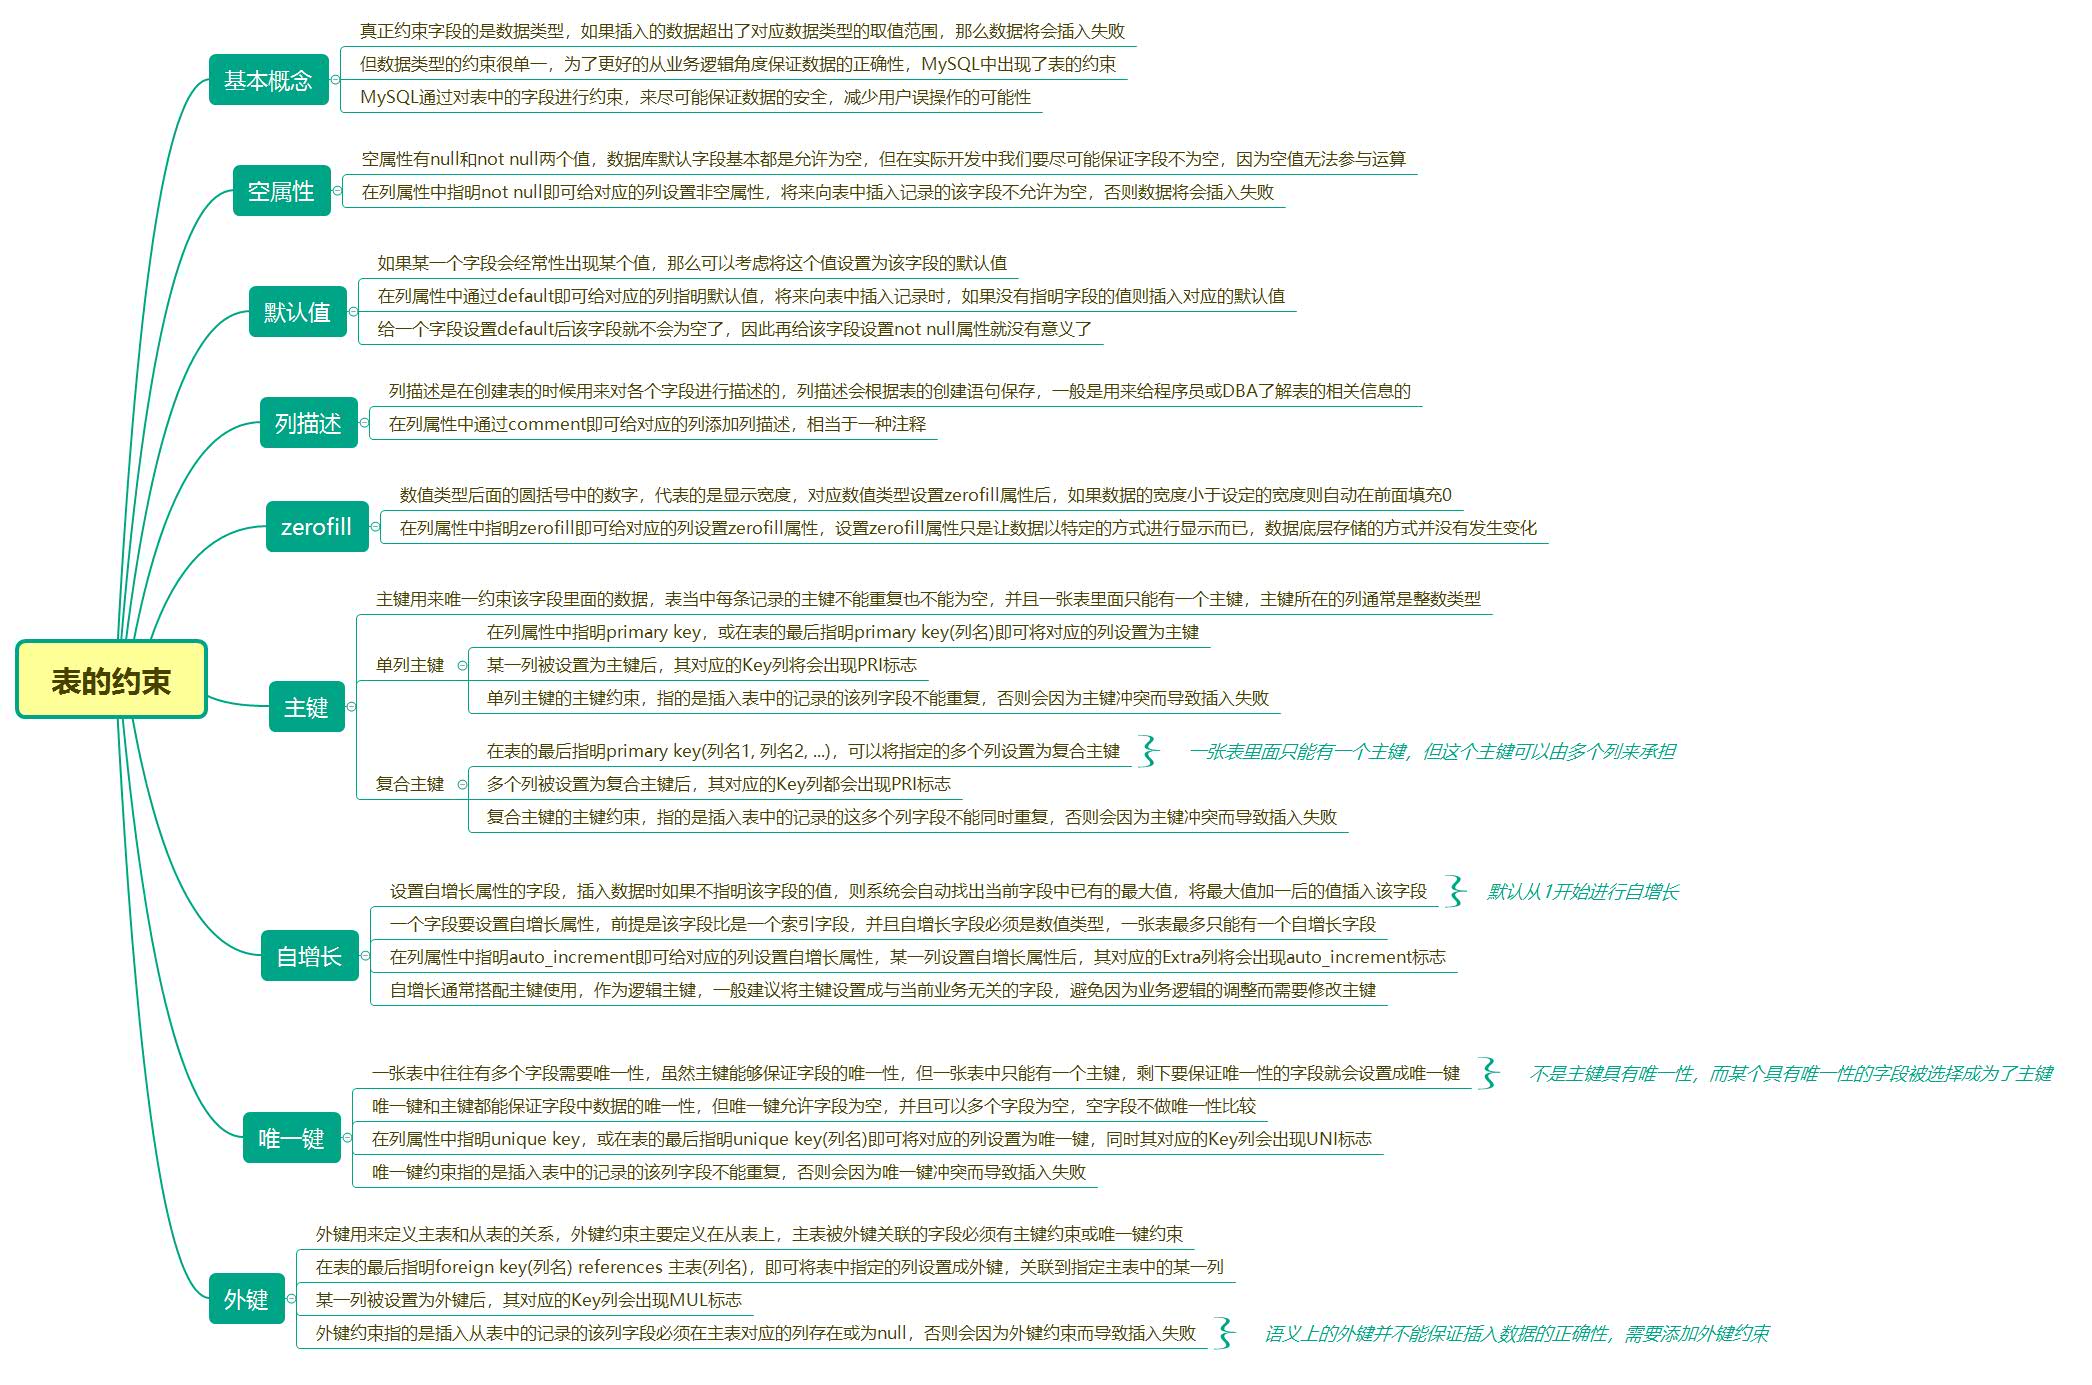 表的约束
基本概念
真正约束字段的是数据类型，如果插入的数据超出了对应数据类型的取值范围，那么数据将会插入失败
但数据类型的约束很单一，为了更好的从业务逻辑角度保证数据的正确性，MySQL中出现了表的约束
MySQL通过对表中的字段进行约束，来尽可能保证数据的安全，减少用户误操作的可能性
空属性
空属性有null和not null两个值，数据库默认字段基本都是允许为空，但在实际开发中我们要尽可能保证字段不为空，因为空值无法参与运算
在列属性中指明not null即可给对应的列设置非空属性，将来向表中插入记录的该字段不允许为空，否则数据将会插入失败
默认值
如果某一个字段会经常性出现某个值，那么可以考虑将这个值设置为该字段的默认值
在列属性中通过default即可给对应的列指明默认值，将来向表中插入记录时，如果没有指明字段的值则插入对应的默认值
给一个字段设置default后该字段就不会为空了，因此再给该字段设置not null属性就没有意义了
列描述
列描述是在创建表的时候用来对各个字段进行描述的，列描述会根据表的创建语句保存，一般是用来给程序员或DBA了解表的相关信息的
在列属性中通过comment即可给对应的列添加列描述，相当于一种注释
zerofill
数值类型后面的圆括号中的数字，代表的是显示宽度，对应数值类型设置zerofill属性后，如果数据的宽度小于设定的宽度则自动在前面填充0
在列属性中指明zerofill即可给对应的列设置zerofill属性，设置zerofill属性只是让数据以特定的方式进行显示而已，数据底层存储的方式并没有发生变化
主键
主键用来唯一约束该字段里面的数据，表当中每条记录的主键不能重复也不能为空，并且一张表里面只能有一个主键，主键所在的列通常是整数类型
单列主键
在列属性中指明primary key，或在表的最后指明primary key(列名)即可将对应的列设置为主键
某一列被设置为主键后，其对应的Key列将会出现PRI标志
单列主键的主键约束，指的是插入表中的记录的该列字段不能重复，否则会因为主键冲突而导致插入失败
复合主键
在表的最后指明primary key(列名1, 列名2, ...)，可以将指定的多个列设置为复合主键
一张表里面只能有一个主键，但这个主键可以由多个列来承担
多个列被设置为复合主键后，其对应的Key列都会出现PRI标志
复合主键的主键约束，指的是插入表中的记录的这多个列字段不能同时重复，否则会因为主键冲突而导致插入失败
自增长
设置自增长属性的字段，插入数据时如果不指明该字段的值，则系统会自动找出当前字段中已有的最大值，将最大值加一后的值插入该字段
默认从1开始进行自增长
一个字段要设置自增长属性，前提是该字段比是一个索引字段，并且自增长字段必须是数值类型，一张表最多只能有一个自增长字段
在列属性中指明auto_increment即可给对应的列设置自增长属性，某一列设置自增长属性后，其对应的Extra列将会出现auto_increment标志
自增长通常搭配主键使用，作为逻辑主键，一般建议将主键设置成与当前业务无关的字段，避免因为业务逻辑的调整而需要修改主键
唯一键
一张表中往往有多个字段需要唯一性，虽然主键能够保证字段的唯一性，但一张表中只能有一个主键，剩下要保证唯一性的字段就会设置成唯一键
不是主键具有唯一性，而某个具有唯一性的字段被选择成为了主键
唯一键和主键都能保证字段中数据的唯一性，但唯一键允许字段为空，并且可以多个字段为空，空字段不做唯一性比较
在列属性中指明unique key，或在表的最后指明unique key(列名)即可将对应的列设置为唯一键，同时其对应的Key列会出现UNI标志
唯一键约束指的是插入表中的记录的该列字段不能重复，否则会因为唯一键冲突而导致插入失败
外键
外键用来定义主表和从表的关系，外键约束主要定义在从表上，主表被外键关联的字段必须有主键约束或唯一键约束
在表的最后指明foreign key(列名) references 主表(列名)，即可将表中指定的列设置成外键，关联到指定主表中的某一列
某一列被设置为外键后，其对应的Key列会出现MUL标志
外键约束指的是插入从表中的记录的该列字段必须在主表对应的列存在或为null，否则会因为外键约束而导致插入失败
语义上的外键并不能保证插入数据的正确性，需要添加外键约束